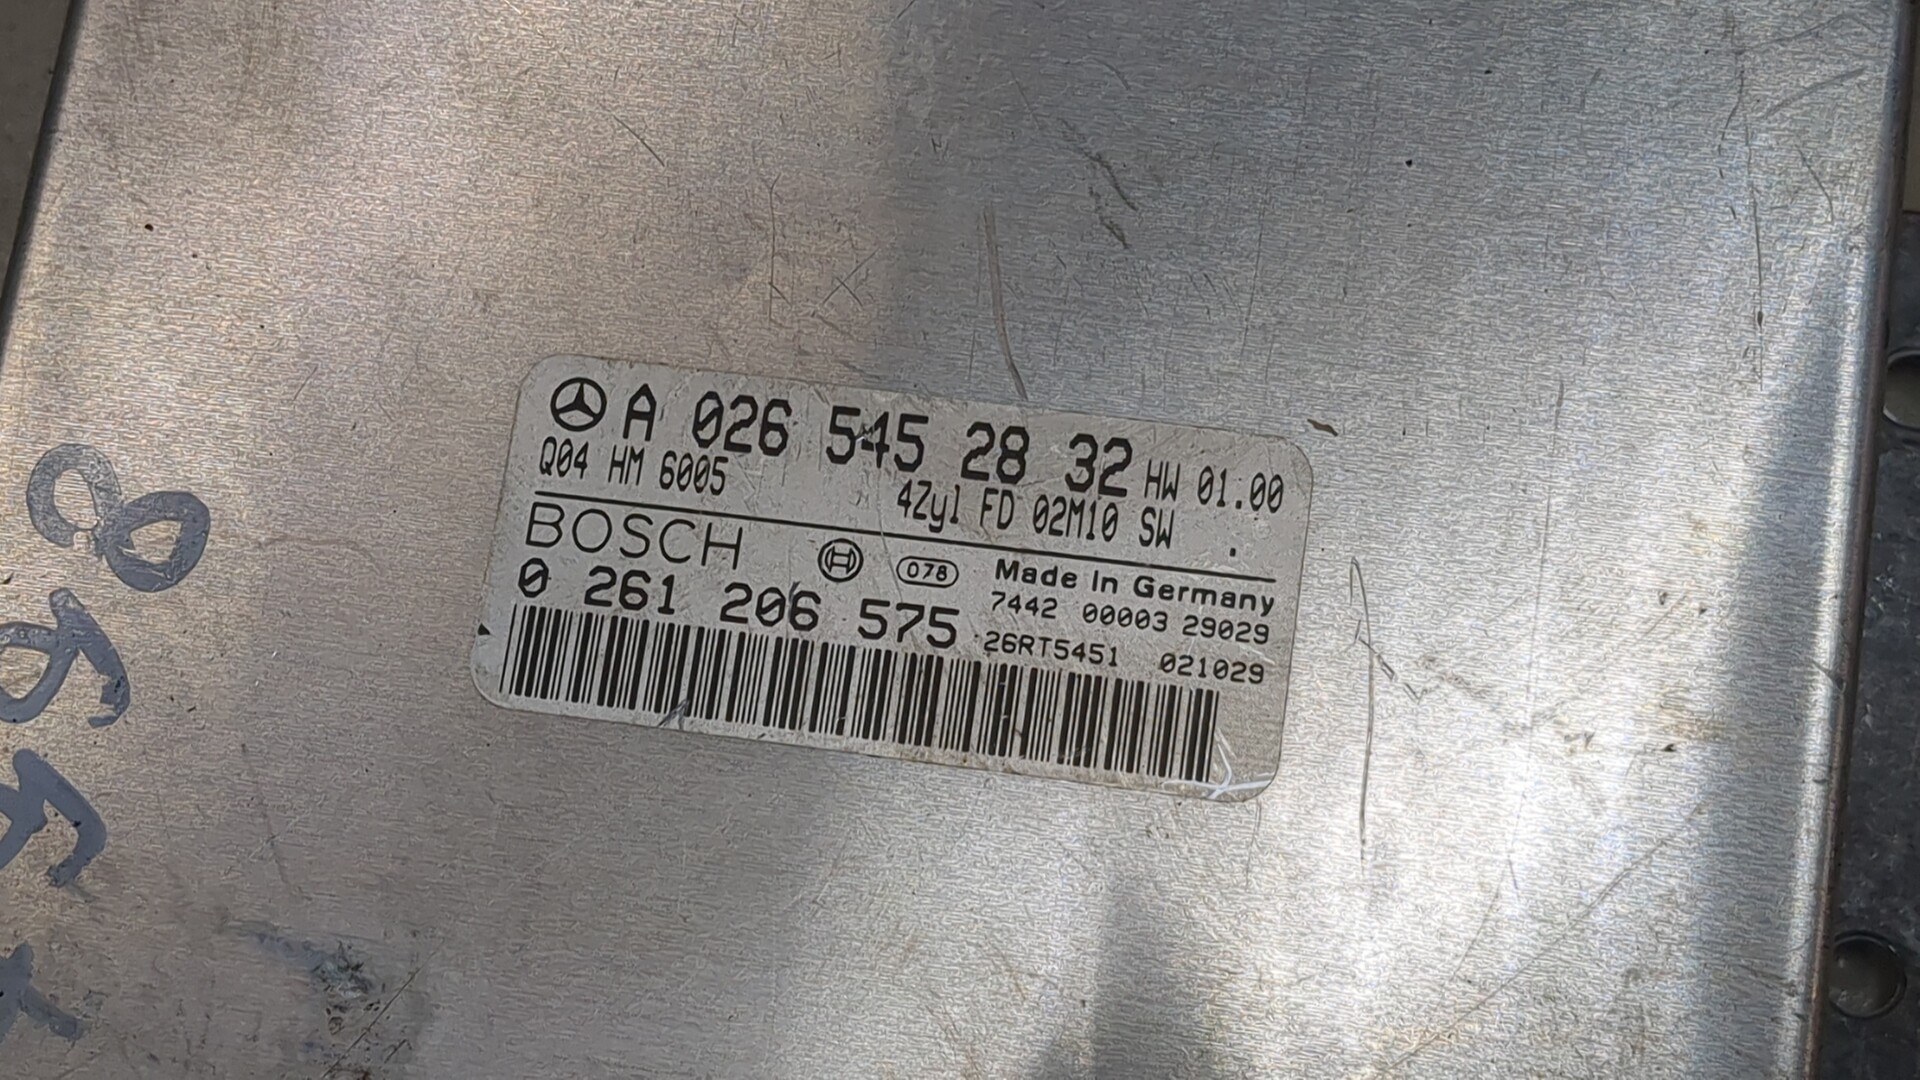 A 026 545 28 32 HW 01.00
Q04 HM 6005 4Zyl FD 02M10 SW .
BOSCH 078 Made In Germany
0 261 206 575 7442 00003 29029
26RT5451 021029